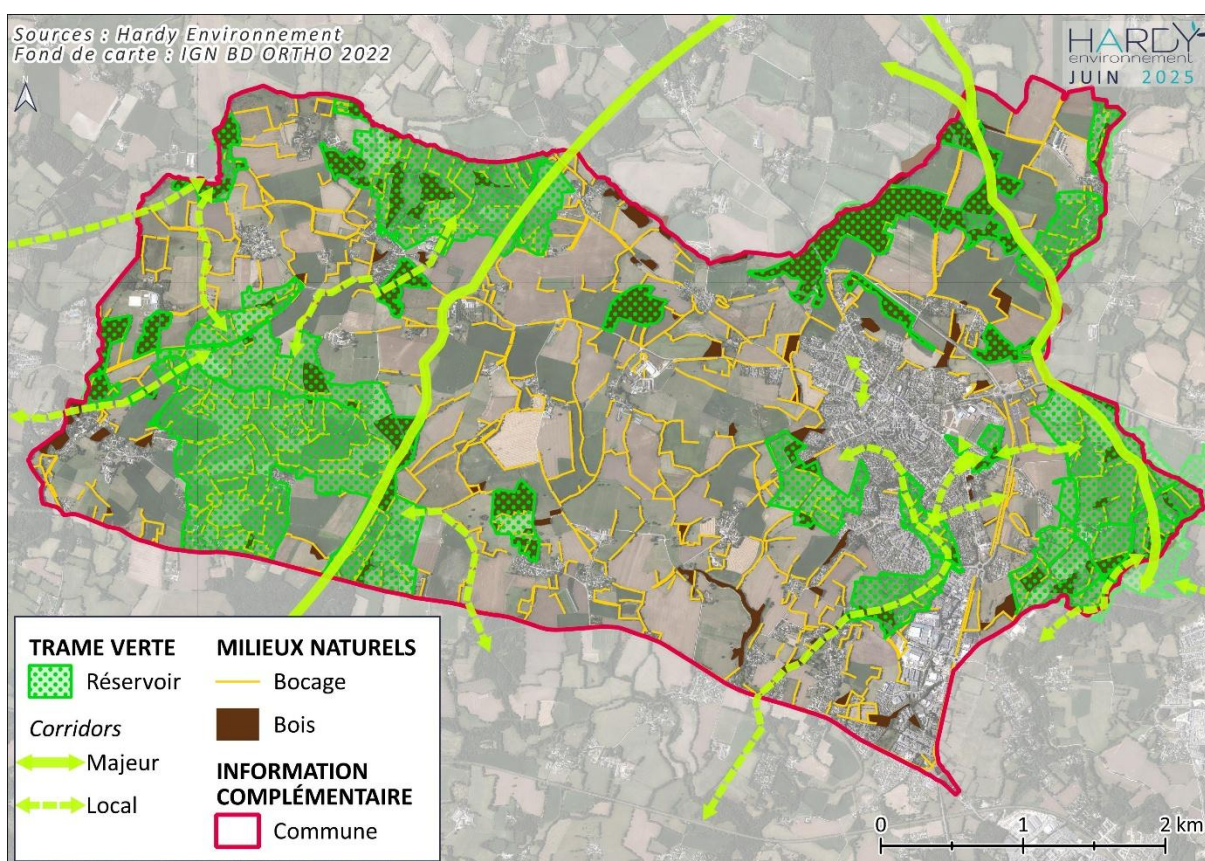 Sources : Hardy Environnement
Fond de carte : IGN BD ORTHO 2022
N
HARDY
environnement
JUIN 2025
TRAME VERTE
Réservoir
Corridors
Majeur
Local
MILIEUX NATURELS
Bocage
Bois
INFORMATION
COMPLÉMENTAIRE
Commune
0 1 2 km